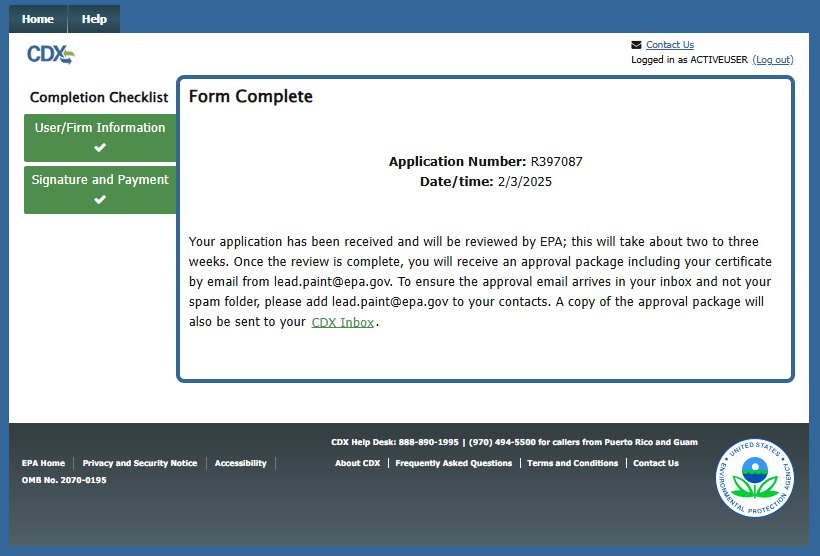 Home Help
CDX
Contact Us
Logged in as ACTIVEUSER (Log out)
Completion Checklist
User/Firm Information
Signature and Payment
Form Complete
Application Number: R397087
Date/time: 2/3/2025
Your application has been received and will be reviewed by EPA; this will take about two to three
weeks. Once the review is complete, you will receive an approval package including your certificate
by email from lead.paint@epa.gov. To ensure the approval email arrives in your inbox and not your
spam folder, please add lead.paint@epa.gov to your contacts. A copy of the approval package will
also be sent to your CDX Inbox.
CDX Help Desk: 888-890-1995 | (970) 494-5500 for callers from Puerto Rico and Guam
EPA Home Privacy and Security Notice Accessibility
OMB No. 2070-0195
About CDX Frequently Asked Questions Terms and Conditions Contact Us
UNITED STATES
ENVIRONMENTAL PROTECTION AGENCY